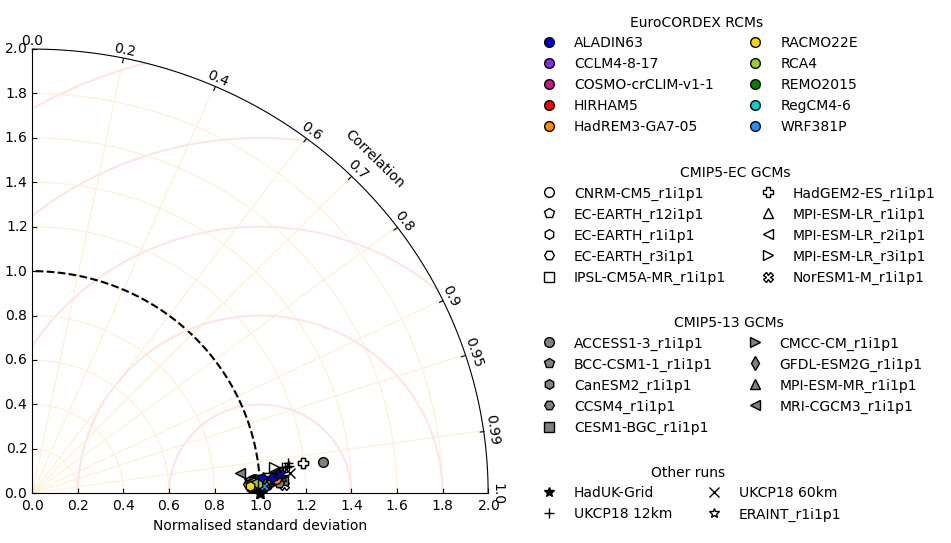 EuroCORDEX RCMs
ALADIN63
CCLM4-8-17
COSMO-crCLIM-v1-1
HIRHAM5
HadREM3-GA7-05
RACMO22E
RCA4
REMO2015
RegCM4-6
WRF381P
CMIP5-EC GCMs
CNRM-CM5_r1i1p1
EC-EARTH_r12i1p1
EC-EARTH_r1i1p1
EC-EARTH_r3i1p1
IPSL-CM5A-MR_r1i1p1
HadGEM2-ES_r1i1p1
MPI-ESM-LR_r1i1p1
MPI-ESM-LR_r2i1p1
MPI-ESM-LR_r3i1p1
NorESM1-M_r1i1p1
CMIP5-13 GCMs
ACCESS1-3_r1i1p1
BCC-CSM1-1_r1i1p1
CanESM2_r1i1p1
CCSM4_r1i1p1
CESM1-BGC_r1i1p1
CMCC-CM_r1i1p1
GFDL-ESM2G_r1i1p1
MPI-ESM-MR_r1i1p1
MRI-CGCM3_r1i1p1
Other runs
HadUK-Grid
UKCP18 12km
UKCP18 60km
ERAINT_r1i1p1
0.0
0.2
0.4
0.6
0.7
0.8
0.9
0.95
0.99
1.0
Correlation
2.0
1.8
1.6
1.4
1.2
1.0
0.8
0.6
0.4
0.2
0.0
0.0 0.2 0.4 0.6 0.8 1.0 1.2 1.4 1.6 1.8 2.0
Normalised standard deviation